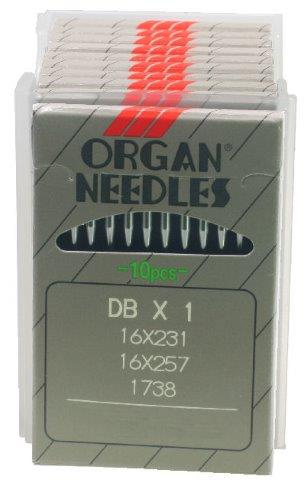 ORGAN®
NEEDLES
-10pcs-
DB X 1
16X231
16X257
1738